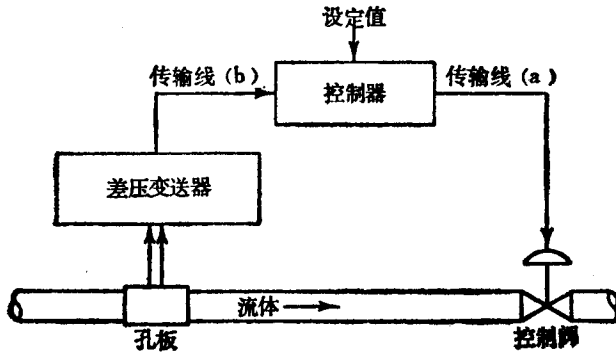 设定值
传输线（b）
控制器
传输线（a）
差压变送器
流体
孔板
控制阀